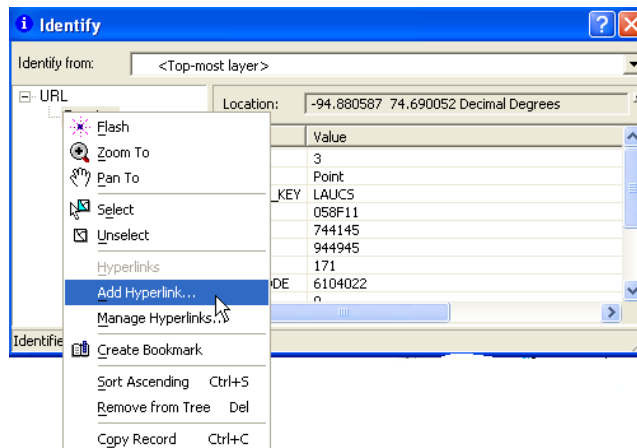 Identify
Identify from: <Top-most layer>
URL
Location: -94.880587 74.690052 Decimal Degrees
Value
3
Point
_KEY LAUCS
058F11
744145
944945
171
DE 6104022
Flash
Zoom To
Pan To
Select
Unselect
Hyperlinks
Add Hyperlink...
Manage Hyperlinks...
Create Bookmark
Sort Ascending Ctrl+S
Remove from Tree Del
Copy Record Ctrl+C
Identifie